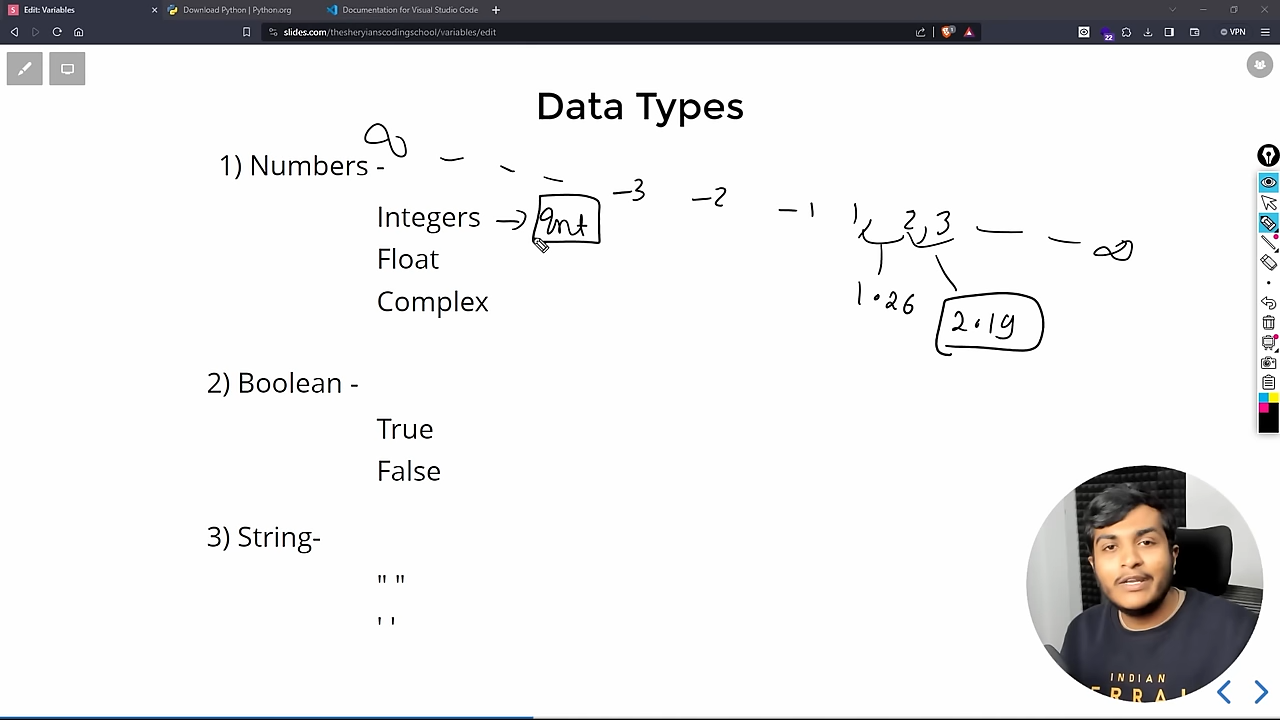 Edit: Variables
Download Python | Python.org
Documentation for Visual Studio Code
slides.com/thesheryianscodingschool/variables/edit
22
VPN
Data Types
∞ — - - -3 -2 -1 1, 2, 3 — - ∞
1) Numbers -
Integers → Int
Float
Complex
1.26
2.19
2) Boolean -
True
False
3) String-
" "
' '
INDIAN